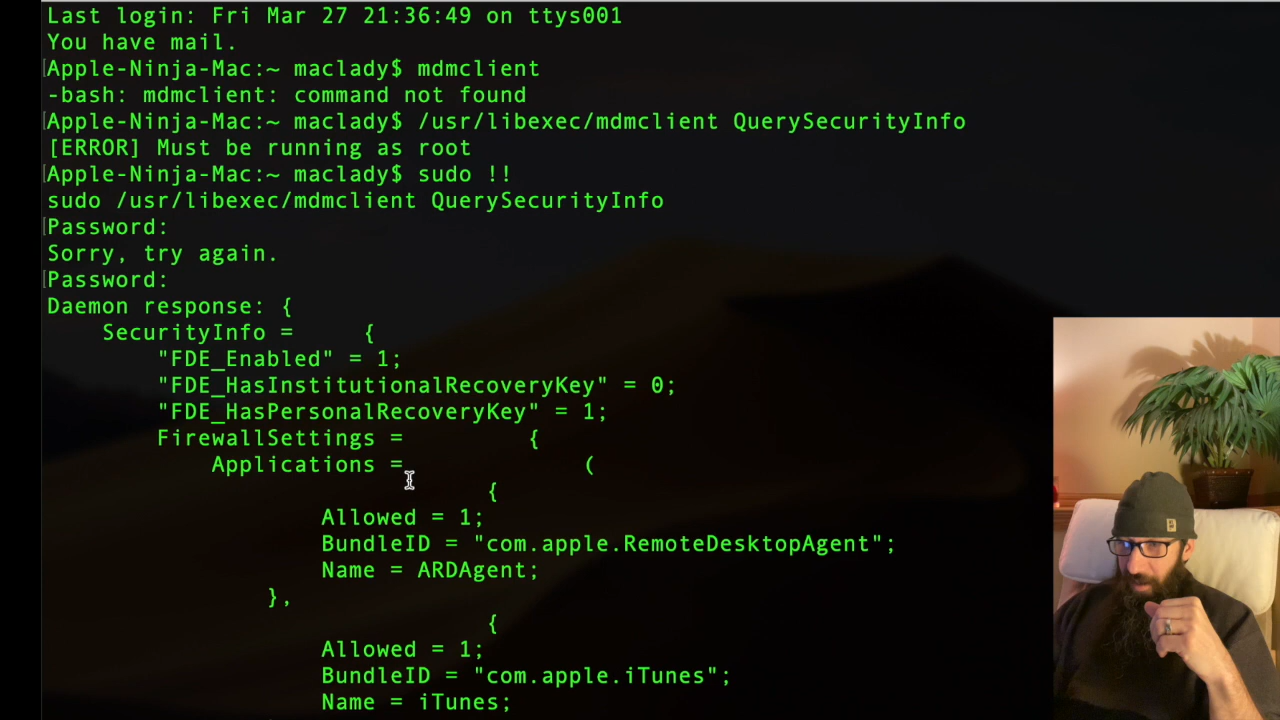 Last login: Fri Mar 27 21:36:49 on ttys001
You have mail.
[Apple-Ninja-Mac:~ maclady$ mdmclient
-bash: mdmclient: command not found
[Apple-Ninja-Mac:~ maclady$ /usr/libexec/mdmclient QuerySecurityInfo
[ERROR] Must be running as root
[Apple-Ninja-Mac:~ maclady$ sudo !!
sudo /usr/libexec/mdmclient QuerySecurityInfo
[Password:
Sorry, try again.
[Password:
Daemon response: {
    SecurityInfo =     {
        "FDE_Enabled" = 1;
        "FDE_HasInstitutionalRecoveryKey" = 0;
        "FDE_HasPersonalRecoveryKey" = 1;
        FirewallSettings =         {
            Applications =             (
                                {
                    Allowed = 1;
                    BundleID = "com.apple.RemoteDesktopAgent";
                    Name = ARDAgent;
                },
                                {
                    Allowed = 1;
                    BundleID = "com.apple.iTunes";
                    Name = iTunes;